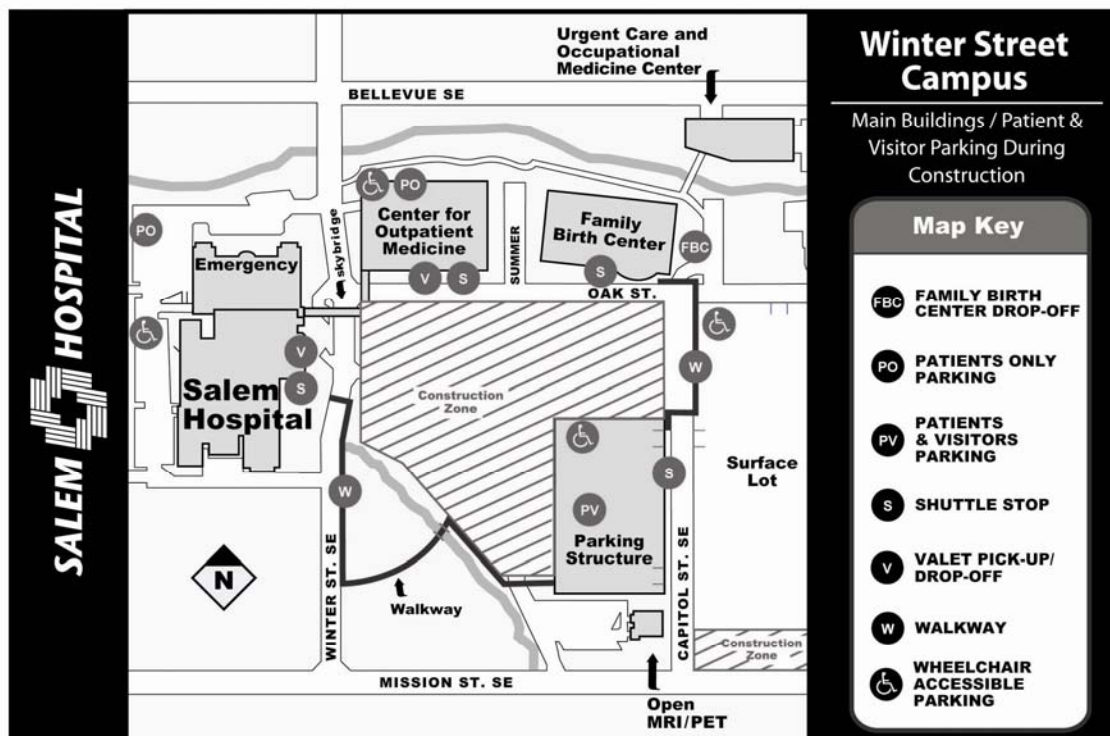 SALEM HOSPITAL
Urgent Care and
Occupational
Medicine Center
BELLEVUE SE
PO
PO
Center for
Outpatient
Medicine
V
S
skybridge
SUMMER
Family
Birth Center
FBC
S
OAK ST.
Emergency
V
S
Salem
Hospital
Construction
Zone
W
W
S
PV
Parking
Structure
Surface
Lot
N
WINTER ST. SE
Walkway
CAPITOL ST. SE
Construction
Zone
MISSION ST. SE
Open
MRI/PET
Winter Street
Campus
Main Buildings / Patient &
Visitor Parking During
Construction
Map Key
FBC FAMILY BIRTH
CENTER DROP-OFF
PO PATIENTS ONLY
PARKING
PV PATIENTS
& VISITORS
PARKING
S SHUTTLE STOP
V VALET PICK-UP/
DROP-OFF
W WALKWAY
WHEELCHAIR
ACCESSIBLE
PARKING